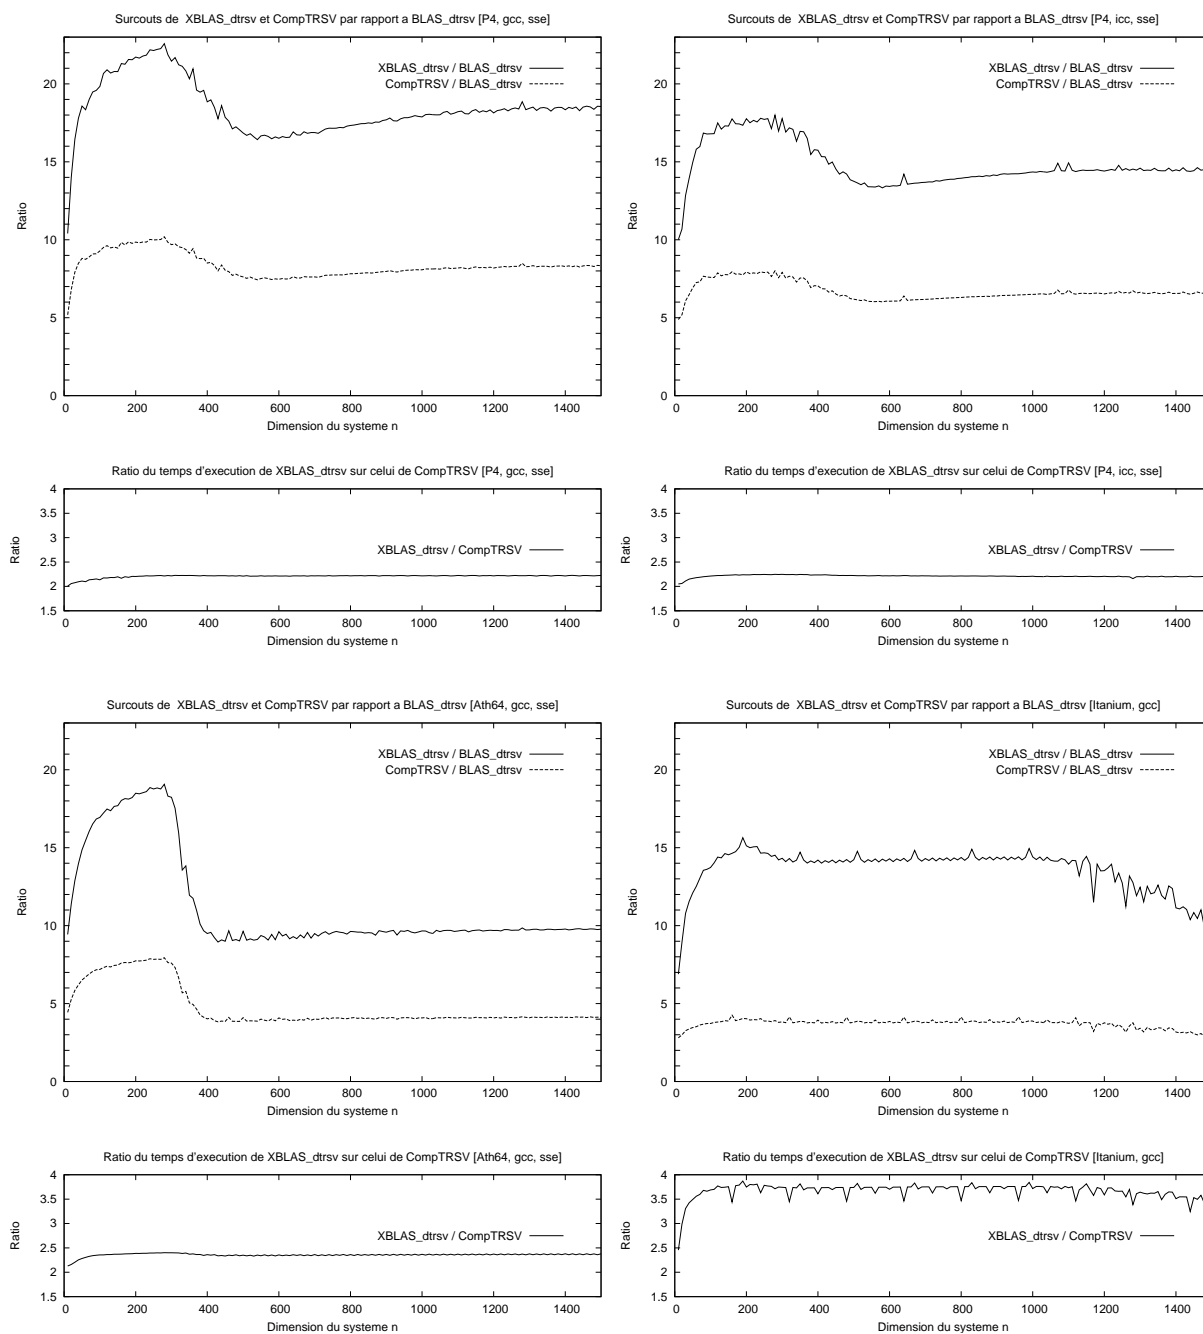 Surcouts de XBLAS_dtrsv et CompTRSV par rapport a BLAS_dtrsv [P4, gcc, sse]
XBLAS_dtrsv / BLAS_dtrsv
CompTRSV / BLAS_dtrsv
Ratio
20
15
10
5
0
0 200 400 600 800 1000 1200 1400
Dimension du systeme n
Surcouts de XBLAS_dtrsv et CompTRSV par rapport a BLAS_dtrsv [P4, icc, sse]
XBLAS_dtrsv / BLAS_dtrsv
CompTRSV / BLAS_dtrsv
Ratio
20
15
10
5
0
0 200 400 600 800 1000 1200 1400
Dimension du systeme n
Ratio du temps d'execution de XBLAS_dtrsv sur celui de CompTRSV [P4, gcc, sse]
XBLAS_dtrsv / CompTRSV
Ratio
4
3.5
3
2.5
2
1.5
0 200 400 600 800 1000 1200 1400
Dimension du systeme n
Ratio du temps d'execution de XBLAS_dtrsv sur celui de CompTRSV [P4, icc, sse]
XBLAS_dtrsv / CompTRSV
Ratio
4
3.5
3
2.5
2
1.5
0 200 400 600 800 1000 1200 1400
Dimension du systeme n
Surcouts de XBLAS_dtrsv et CompTRSV par rapport a BLAS_dtrsv [Ath64, gcc, sse]
XBLAS_dtrsv / BLAS_dtrsv
CompTRSV / BLAS_dtrsv
Ratio
20
15
10
5
0
0 200 400 600 800 1000 1200 1400
Dimension du systeme n
Surcouts de XBLAS_dtrsv et CompTRSV par rapport a BLAS_dtrsv [Itanium, gcc]
XBLAS_dtrsv / BLAS_dtrsv
CompTRSV / BLAS_dtrsv
Ratio
20
15
10
5
0
0 200 400 600 800 1000 1200 1400
Dimension du systeme n
Ratio du temps d'execution de XBLAS_dtrsv sur celui de CompTRSV [Ath64, gcc, sse]
XBLAS_dtrsv / CompTRSV
Ratio
4
3.5
3
2.5
2
1.5
0 200 400 600 800 1000 1200 1400
Dimension du systeme n
Ratio du temps d'execution de XBLAS_dtrsv sur celui de CompTRSV [Itanium, gcc]
XBLAS_dtrsv / CompTRSV
Ratio
4
3.5
3
2.5
2
1.5
0 200 400 600 800 1000 1200 1400
Dimension du systeme n